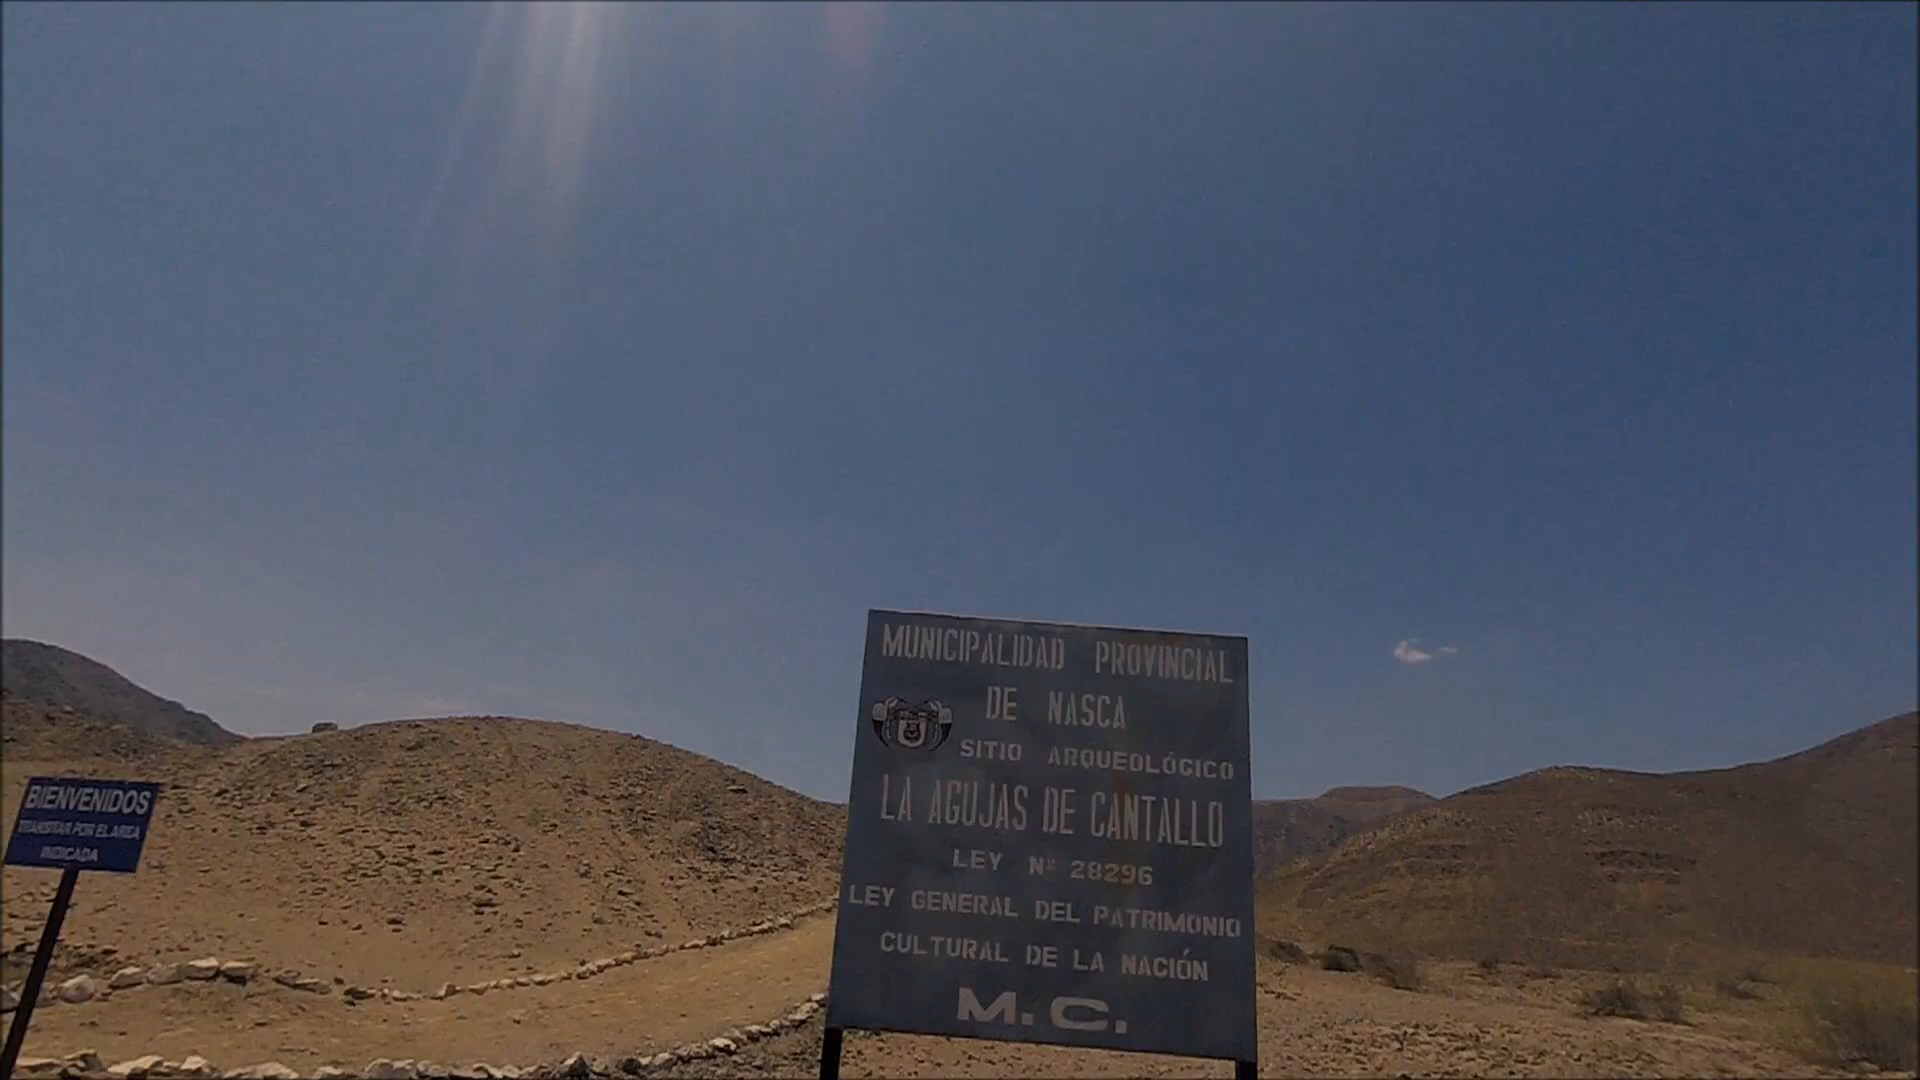 MUNICIPALIDAD PROVINCIAL
DE NASCA
SITIO ARQUEOLÓGICO
LA AGUJAS DE CANTALLO
LEY Nº 28296
LEY GENERAL DEL PATRIMONIO
CULTURAL DE LA NACIÓN
M.C.
BIENVENIDOS
TRANSITAR POR EL AREA
INDICADA